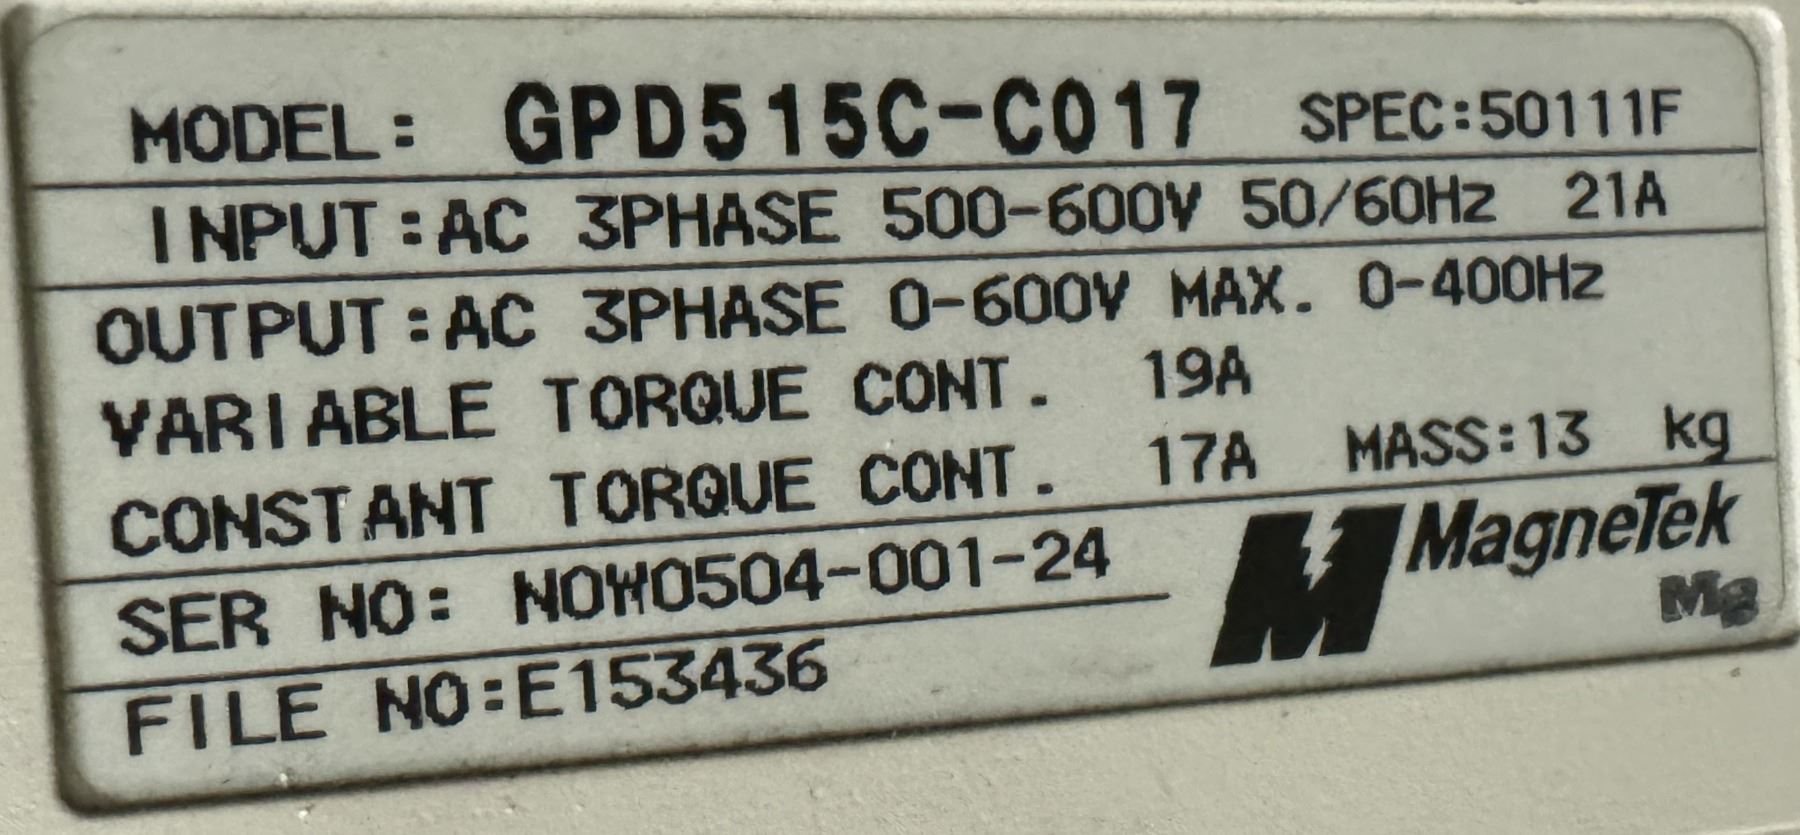 MODEL: GPD515C-C017 SPEC:50111F
INPUT:AC 3PHASE 500-600V 50/60Hz 21A
OUTPUT:AC 3PHASE 0-600V MAX. 0-400Hz
VARIABLE TORQUE CONT. 19A
CONSTANT TORQUE CONT. 17A MASS:13 kg
SER NO: NOW0504-001-24
MagneTek
FILE NO:E153436